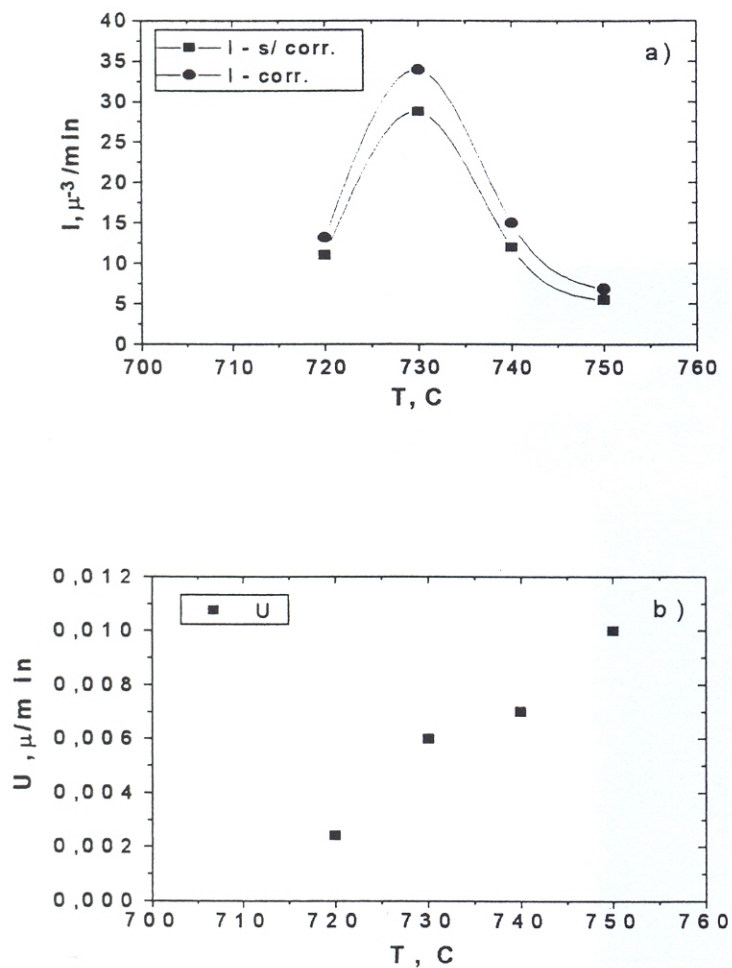 I - s/ corr.
I - corr.
a)
40
35
30
25
20
15
10
5
0
I, μ⁻³/min
700 710 720 730 740 750 760
T, C
0,012
0,010
0,008
0,006
0,004
0,002
0,000
U
b)
U, μ/min
700 710 720 730 740 750 760
T, C